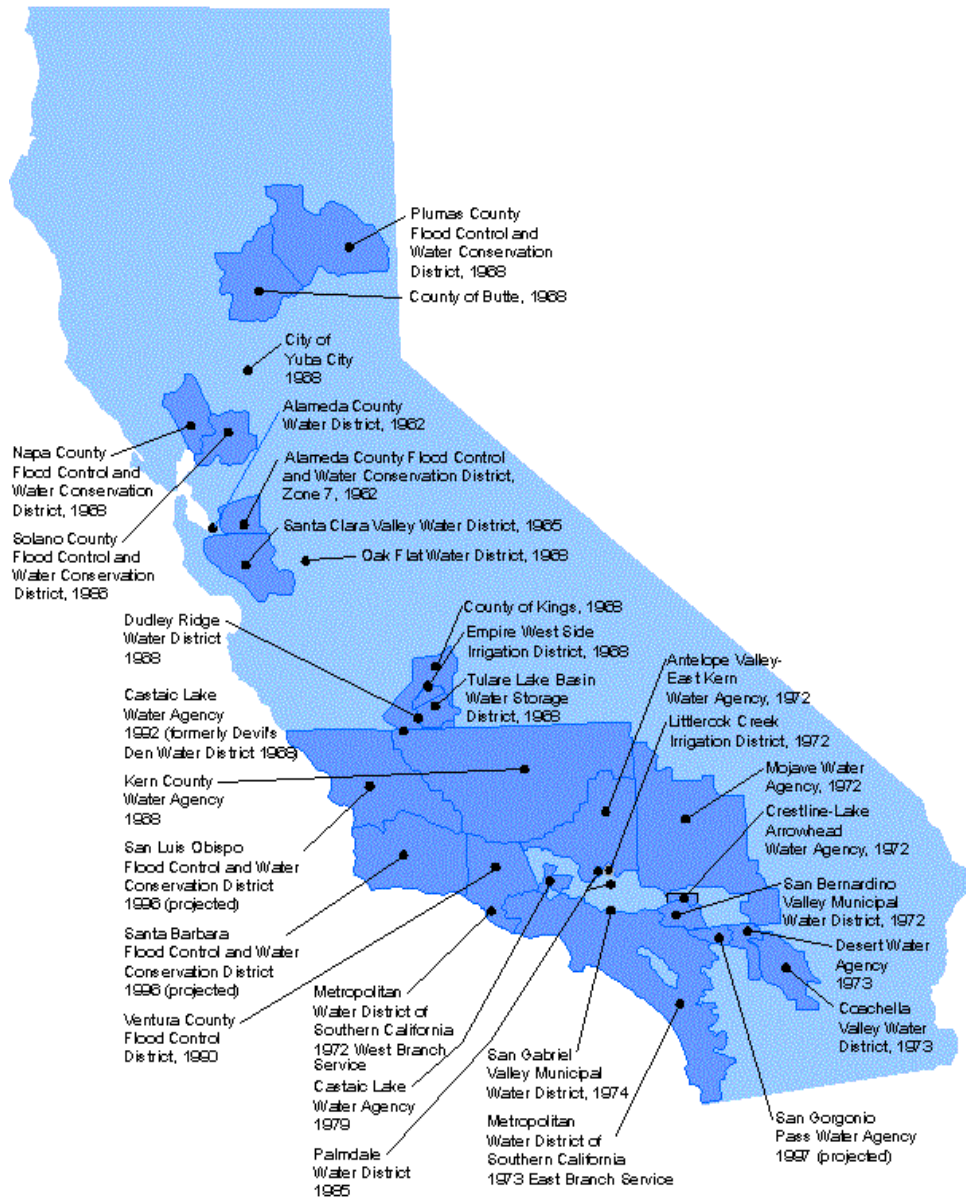 Plumas County
Flood Control and
Water Conservation
District, 1968
County of Butte, 1968
City of
Yuba City
1968
Alameda County
Water District, 1962
Napa County
Flood Control and
Water Conservation
District, 1968
Alameda County Flood Control
and Water Conservation District,
Zone 7, 1962
Santa Clara Valley Water District, 1965
Solano County
Flood Control and
Water Conservation
District, 1986
Oak Flat Water District, 1968
County of Kings, 1968
Dudley Ridge
Water District
1968
Empire West Side
Irrigation District, 1968
Tulare Lake Basin
Water Storage
District, 1968
Antelope Valley-
East Kern
Water Agency, 1972
Castaic Lake
Water Agency
1992 (formerly Devil's
Den Water District 1968)
Littlerock Creek
Irrigation District, 1972
Mojave Water
Agency, 1972
Kern County
Water Agency
1968
Crestline-Lake
Arrowhead
Water Agency, 1972
San Luis Obispo
Flood Control and Water
Conservation District
1996 (projected)
San Bernardino
Valley Municipal
Water District, 1972
Santa Barbara
Flood Control and Water
Conservation District
1996 (projected)
Desert Water
Agency
1973
Coachella
Valley Water
District, 1973
Ventura County
Flood Control
District, 1990
Metropolitan
Water District of
Southern California
1972 West Branch
Service
Castaic Lake
Water Agency
1979
Palmdale
Water District
1985
San Gabriel
Valley Municipal
Water District, 1974
Metropolitan
Water District of
Southern California
1973 East Branch Service
San Gorgonio
Pass Water Agency
1997 (projected)